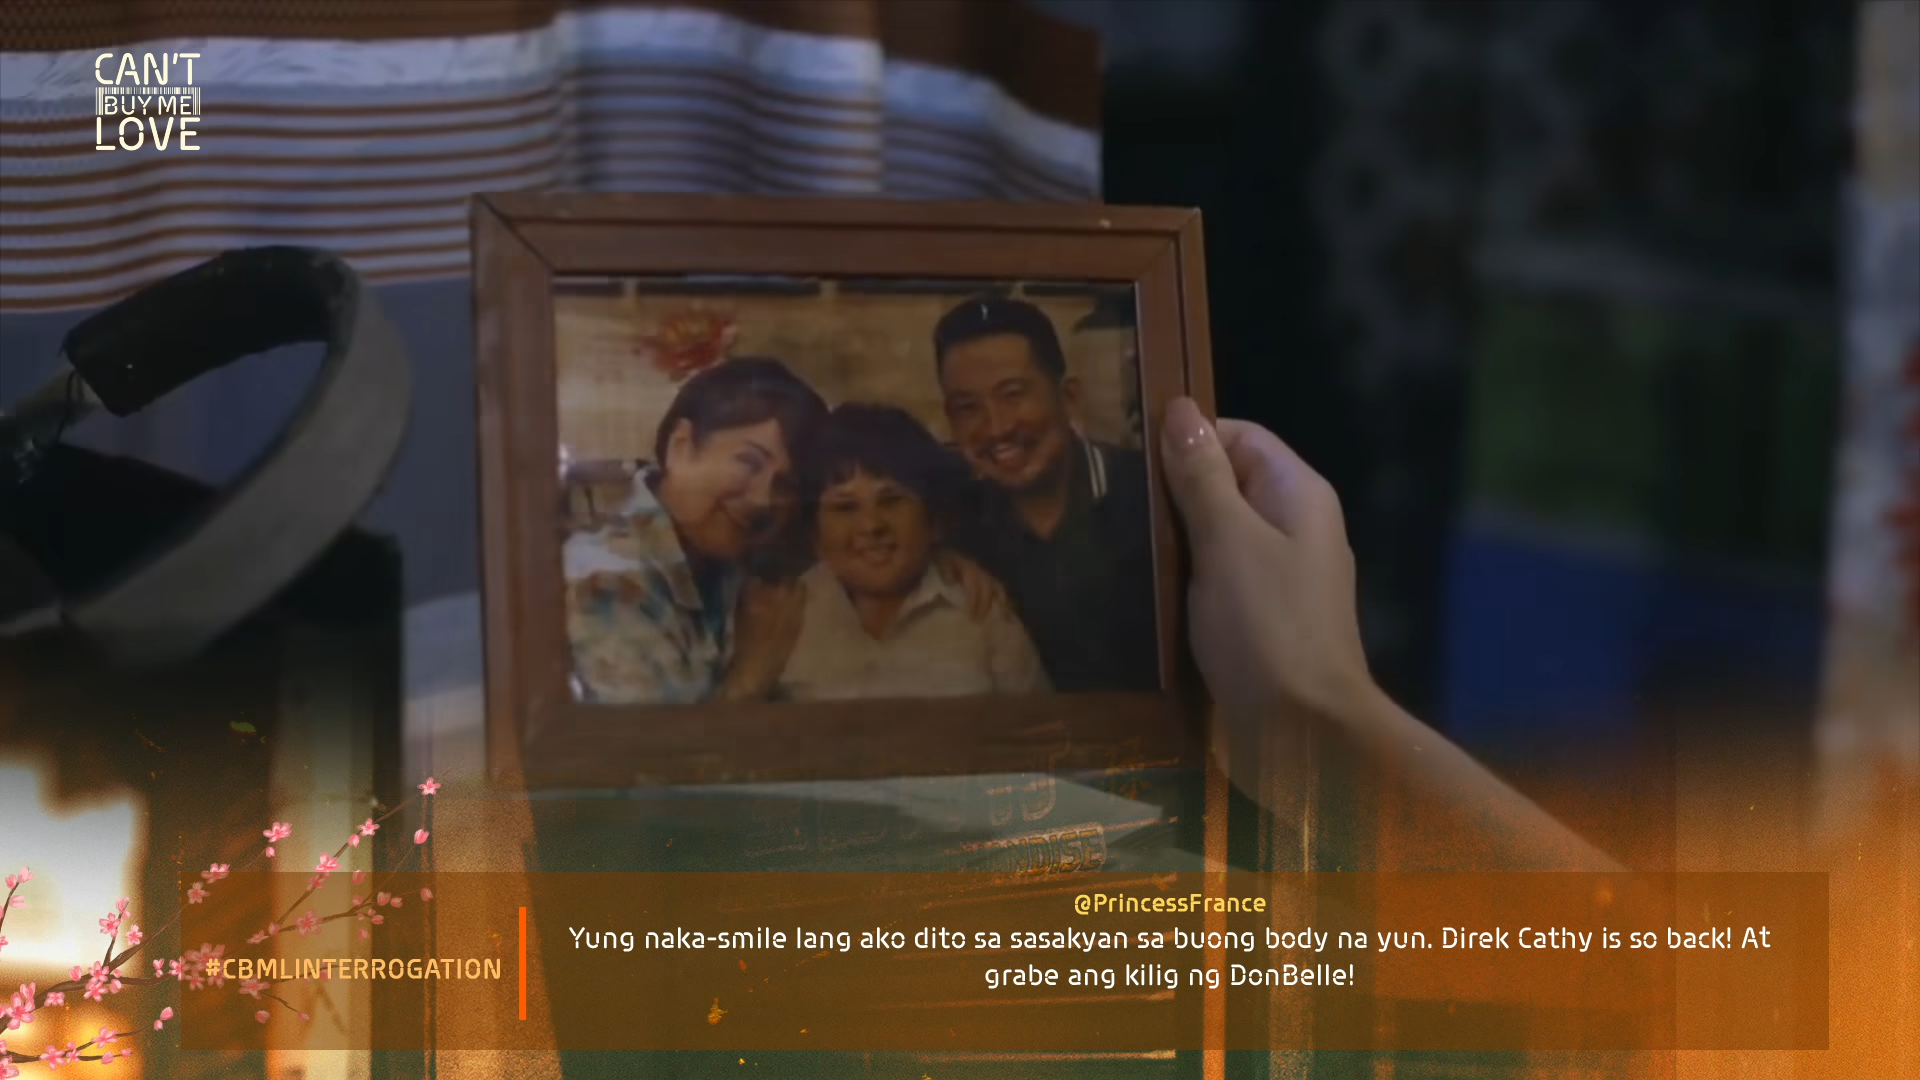 CAN'T
BUY ME
LOVE
NDISE
@PrincessFrance
Yung naka-smile lang ako dito sa sasakyan sa buong body na yun. Direk Cathy is so back! At
grabe ang kilig ng DonBelle!
#CBMLINTERROGATION